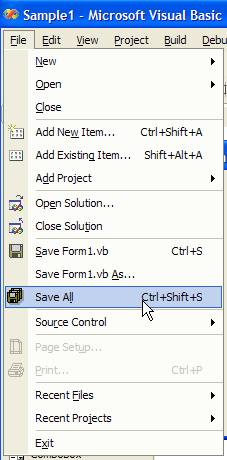 Sample1 - Microsoft Visual Basic
File Edit View Project Build Debu
New
Open
Close
Add New Item... Ctrl+Shift+A
Add Existing Item... Shift+Alt+A
Add Project
Open Solution...
Close Solution
Save Form1.vb Ctrl+S
Save Form1.vb As...
Save All Ctrl+Shift+S
Source Control
Page Setup...
Print... Ctrl+P
Recent Files
Recent Projects
Exit
ComboBox